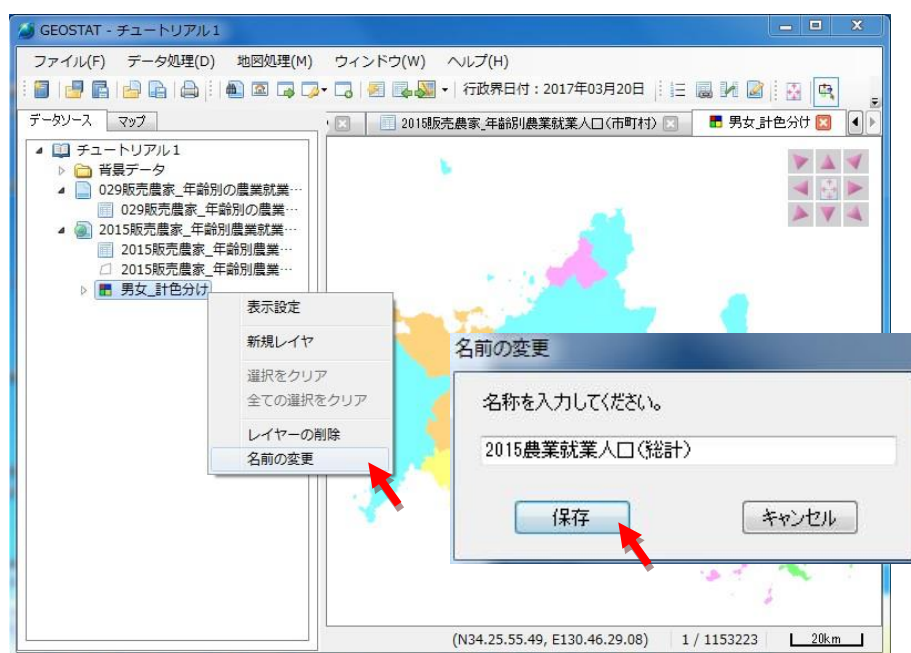 GEOSTAT - チュートリアル1
ファイル(F) データ処理(D) 地図処理(M) ウィンドウ(W) ヘルプ(H)
行政界日付：2017年03月20日
データソース マップ
2015販売農家_年齢別農業就業人口(市町村) 男女_計色分け
チュートリアル1
背景データ
029販売農家_年齢別の農業就業…
029販売農家_年齢別の農業…
2015販売農家_年齢別農業就業…
2015販売農家_年齢別農業…
2015販売農家_年齢別農業…
男女_計色分け
表示設定
新規レイヤ
選択をクリア
全ての選択をクリア
レイヤーの削除
名前の変更
名前の変更
名称を入力してください。
2015農業就業人口(総計)
保存 キャンセル
(N34.25.55.49, E130.46.29.08) 1 / 1153223 20km